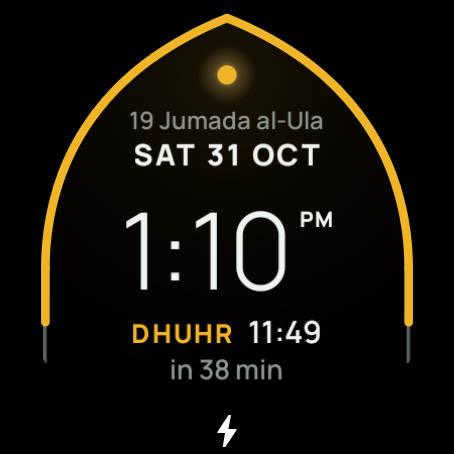 19 Jumada al-Ula
SAT 31 OCT
1:10 PM
DHUHR 11:49
in 38 min